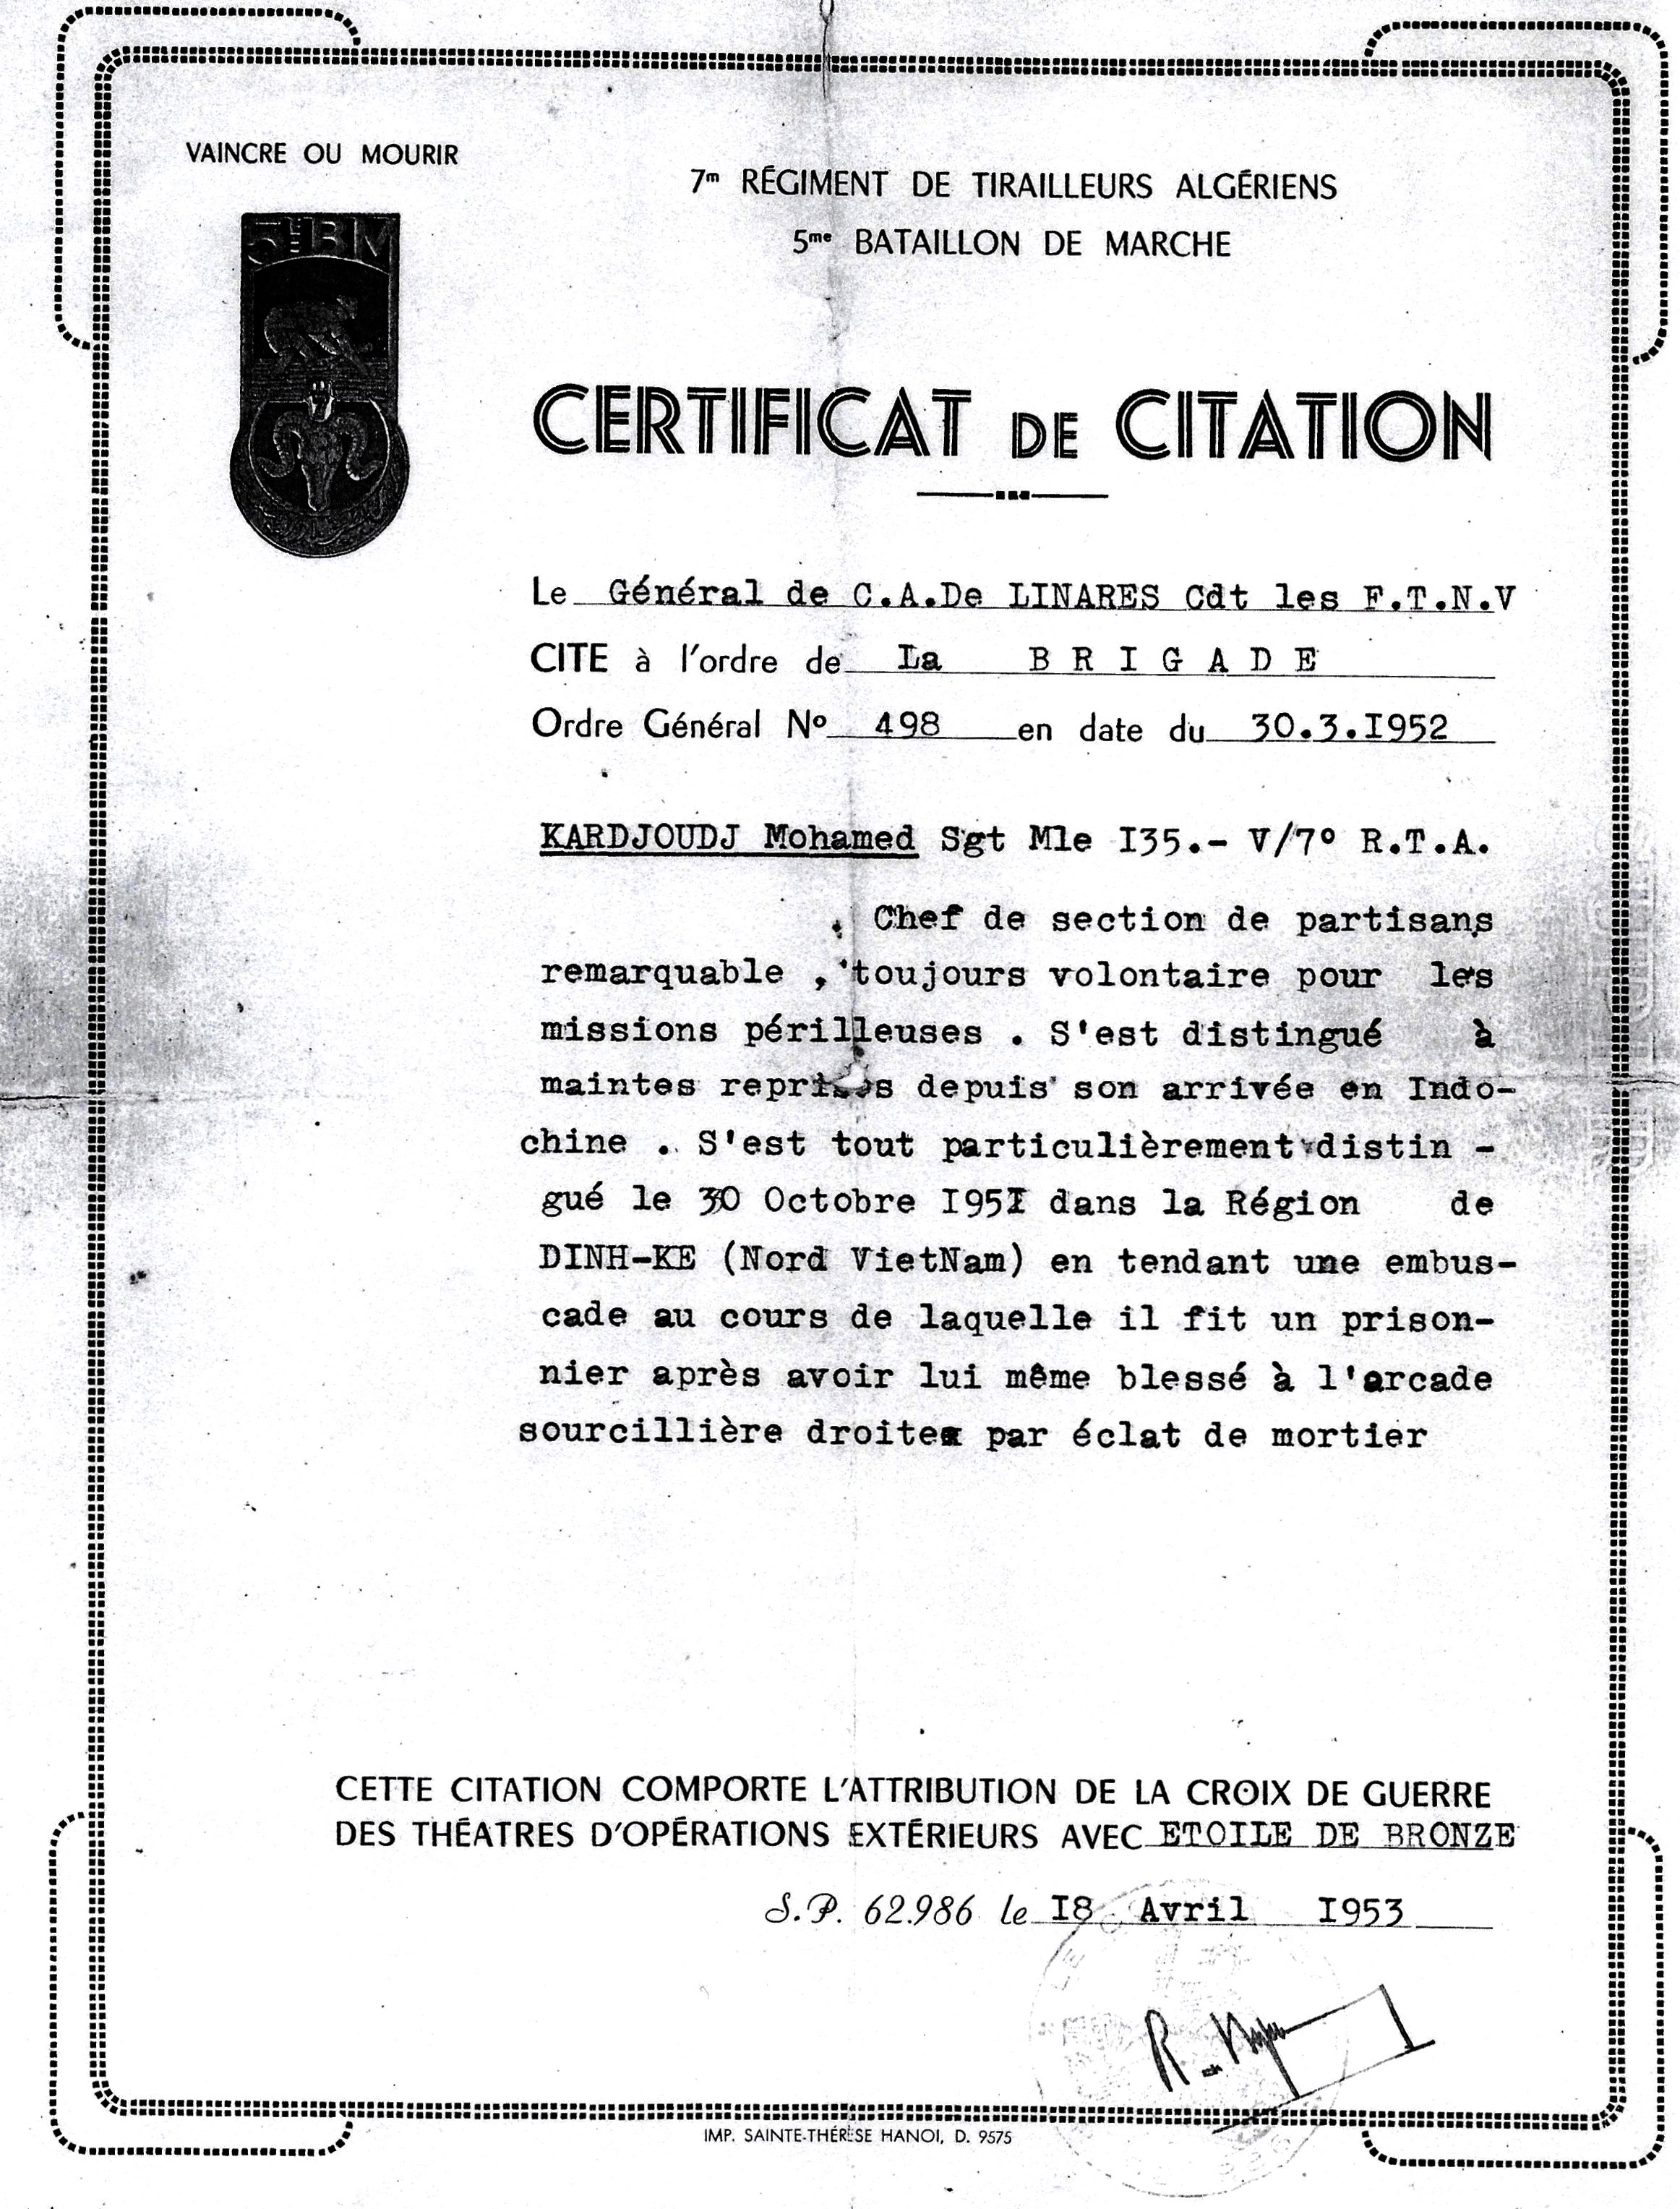 VAINCRE OU MOURIR
7m RÉGIMENT DE TIRAILLEURS ALGÉRIENS
5me BATAILLON DE MARCHE
5EBM
CERTIFICAT DE CITATION
Le Général de C.A.De LINARES Cdt les F.T.N.V
CITE à l'ordre de La BRIGADE
Ordre Général No 498 en date du 30.3.I952
KARDJOUDJ Mohamed Sgt Mle I35.- V/7° R.T.A.
Chef de section de partisans
remarquable , toujours volontaire pour les
missions périlleuses . S'est distingué à
maintes reprises depuis son arrivée en Indo-
chine . S'est tout particulièrement distin -
gué le 30 Octobre I95I dans la Région de
DINH-KE (Nord VietNam) en tendant une embus-
cade au cours de laquelle il fit un prison-
nier après avoir lui même blessé à l'arcade
sourcillière droite par éclat de mortier
CETTE CITATION COMPORTE L'ATTRIBUTION DE LA CROIX DE GUERRE
DES THÉATRES D'OPÉRATIONS EXTÉRIEURS AVEC ETOILE DE BRONZE
S.P. 62.986 le I8 Avril I953
IMP. SAINTE-THÉRÈSE HANOI, D. 9575